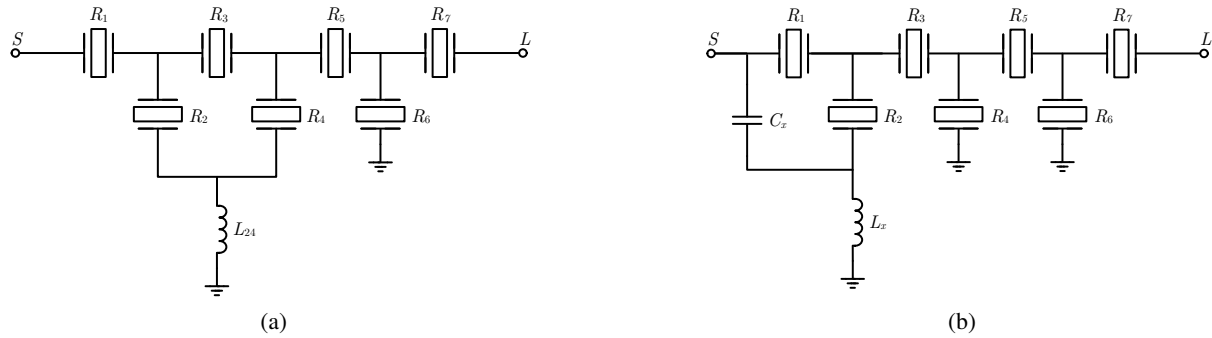 R₁ R₃ R₅ R₇
S L
R₂ R₄ R₆
L₂₄
(a)
R₁ R₃ R₅ R₇
S L
Cₓ R₂ R₄ R₆
Lₓ
(b)